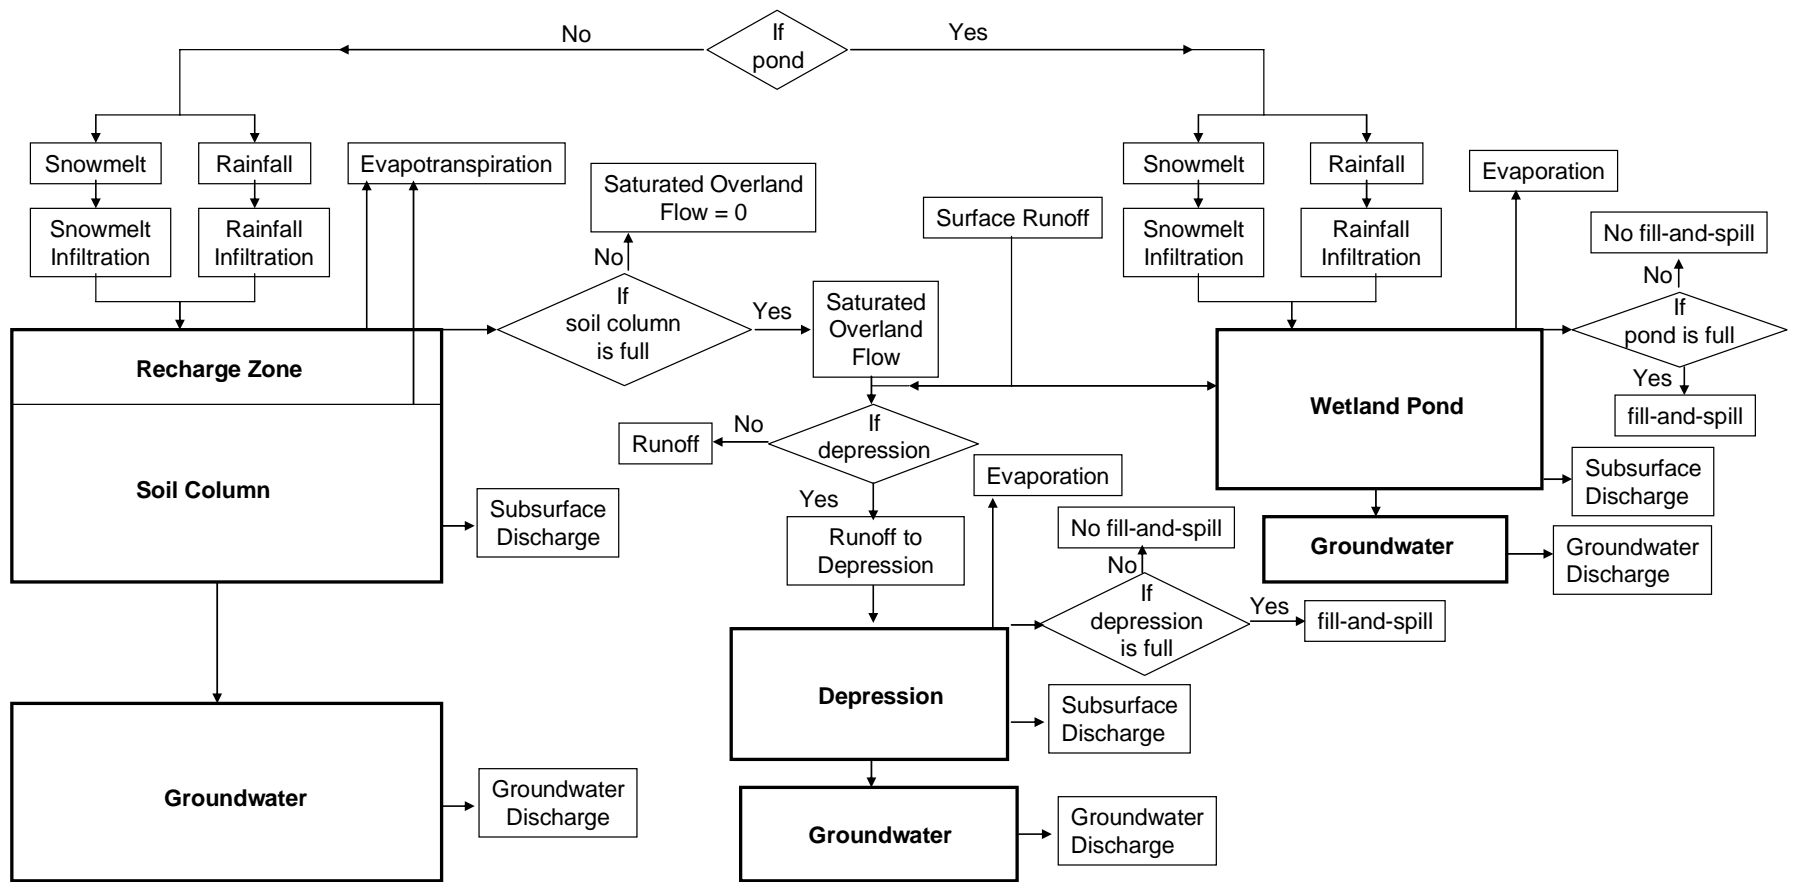 If
pond
No
Yes
Snowmelt
Rainfall
Evapotranspiration
Saturated Overland
Flow = 0
Snowmelt
Infiltration
Rainfall
Infiltration
No
If
soil column
is full
Yes
Saturated
Overland
Flow
Surface Runoff
Snowmelt
Rainfall
Evaporation
Snowmelt
Infiltration
Rainfall
Infiltration
No fill-and-spill
No
If
pond is full
Yes
fill-and-spill
Recharge Zone
Soil Column
Subsurface
Discharge
Groundwater
Groundwater
Discharge
If
depression
No
Runoff
Yes
Runoff to
Depression
Evaporation
No fill-and-spill
No
If
depression
is full
Yes
fill-and-spill
Depression
Subsurface
Discharge
Groundwater
Groundwater
Discharge
Wetland Pond
Subsurface
Discharge
Groundwater
Groundwater
Discharge